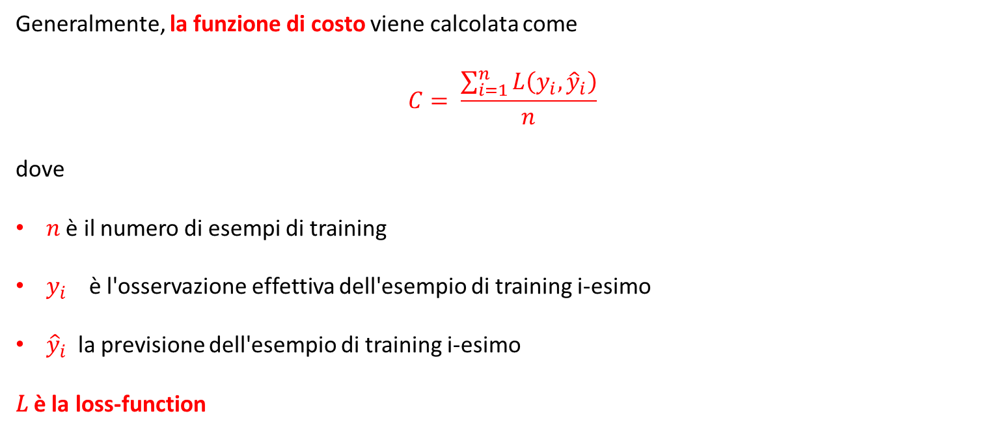 Generalmente, la funzione di costo viene calcolata come
C = \frac{\sum_{i=1}^{n} L(y_i, \hat{y}_i)}{n}
dove
• n è il numero di esempi di training
• y_i è l'osservazione effettiva dell'esempio di training i-esimo
• ŷ_i la previsione dell'esempio di training i-esimo
L è la loss-function